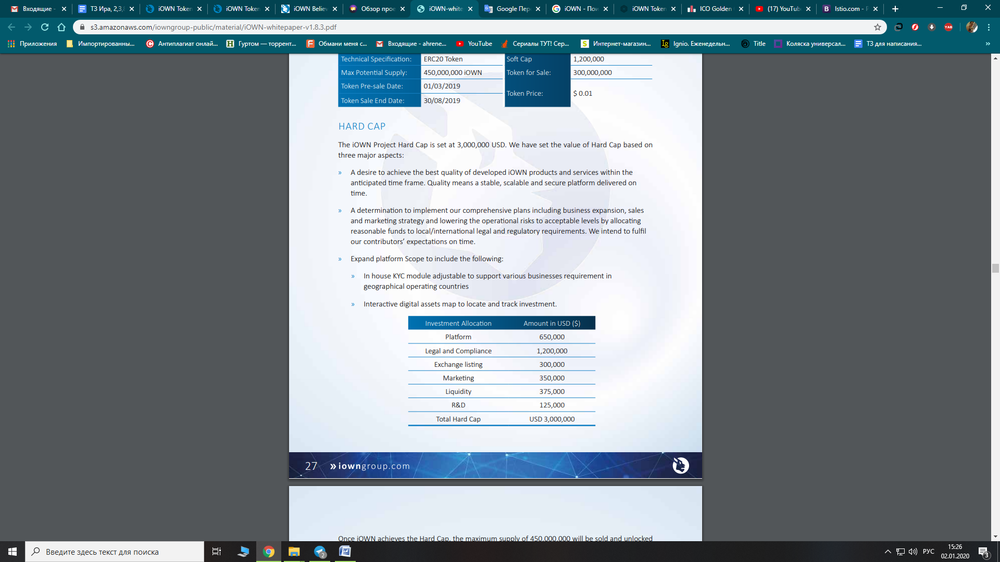 Входящие -
ТЗ Ира, 2,3,
iOWN Token
iOWN Token
iOWN Believ
Обзор прое
iOWN-white
Google Пер
iOWN - Пои
iOWN Token
ICO Golden
(17) YouTub
Istio.com - Р
s3.amazonaws.com/iowngroup-public/material/iOWN-whitepaper-v1.8.3.pdf
Приложения
Импортированны...
Антиплагиат онлай...
Гуртом — торрент...
Обмани меня с...
Входящие - ahrene...
YouTube
Сериалы ТУТ! Сер...
Интернет-магазин...
Ignio. Еженедельн...
Title
Коляска универсал...
ТЗ для написания...
»
Technical Specification: ERC20 Token Soft Cap 1,200,000
Max Potential Supply: 450,000,000 iOWN Token for Sale: 300,000,000
Token Pre-sale Date: 01/03/2019
Token Price: $ 0.01
Token Sale End Date: 30/08/2019
HARD CAP
The iOWN Project Hard Cap is set at 3,000,000 USD. We have set the value of Hard Cap based on
three major aspects:
» A desire to achieve the best quality of developed iOWN products and services within the
anticipated time frame. Quality means a stable, scalable and secure platform delivered on
time.
» A determination to implement our comprehensive plans including business expansion, sales
and marketing strategy and lowering the operational risks to acceptable levels by allocating
reasonable funds to local/international legal and regulatory requirements. We intend to fulfil
our contributors’ expectations on time.
» Expand platform Scope to include the following:
» In house KYC module adjustable to support various businesses requirement in
geographical operating countries
» Interactive digital assets map to locate and track investment.
Investment Allocation Amount in USD ($)
Platform 650,000
Legal and Compliance 1,200,000
Exchange listing 300,000
Marketing 350,000
Liquidity 375,000
R&D 125,000
Total Hard Cap USD 3,000,000
27 » iowngroup.com
Once iOWN achieves the Hard Cap, the maximum supply of 450,000,000 will be sold and unlocked
Введите здесь текст для поиска
2
РУС
15:26
02.01.2020
3